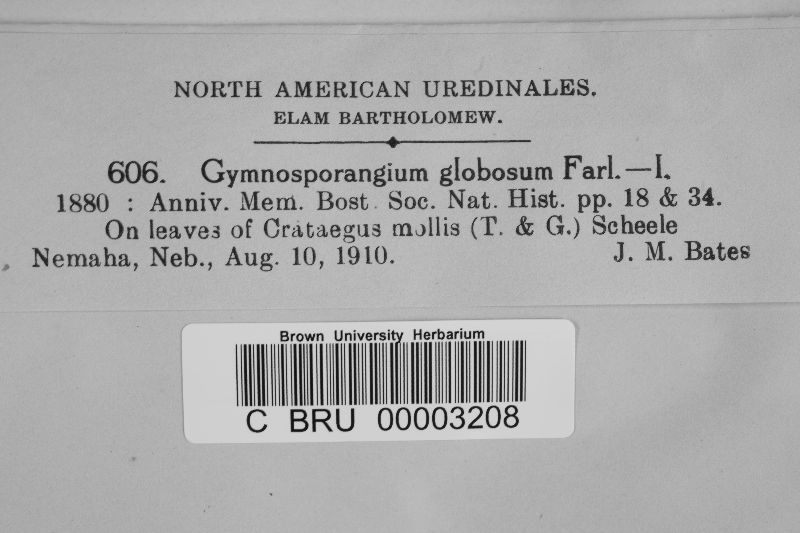 NORTH AMERICAN UREDINALES.
ELAM BARTHOLOMEW.
606. Gymnosporangium globosum Farl.—I.
1880 : Anniv. Mem. Bost. Soc. Nat. Hist. pp. 18 & 34.
On leaves of Crataegus mollis (T. & G.) Scheele
Nemaha, Neb., Aug. 10, 1910. J. M. Bates
Brown University Herbarium
C BRU 00003208